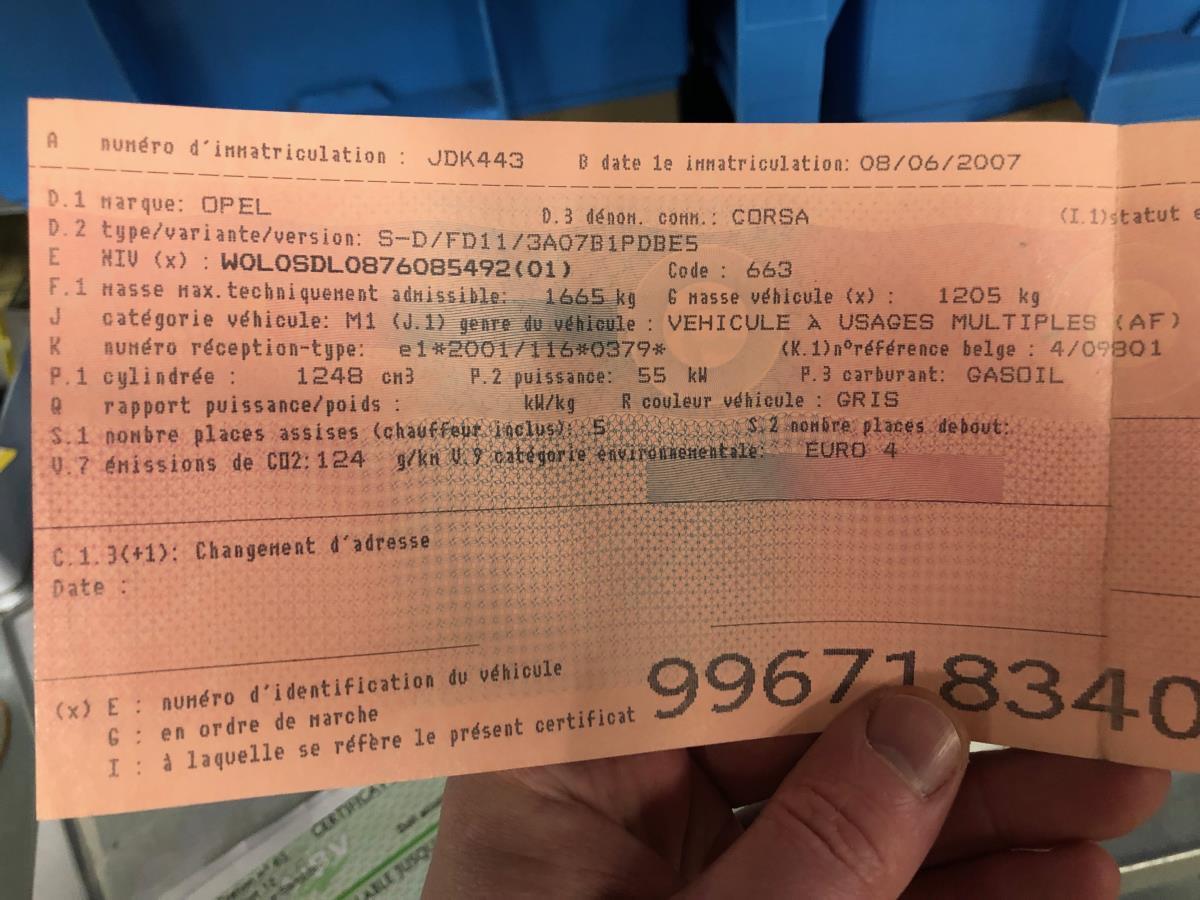 A numéro d'immatriculation : JDK443 B date 1e immatriculation: 08/06/2007
D.1 marque: OPEL D.3 dénom. comm.: CORSA (I.1)statut
D.2 type/variante/version: S-D/FD11/3A07B1PDBE5
E NIV (x) : W0L0SDL0876085492(01) Code : 663
F.1 masse max.techniquement admissible: 1665 kg G masse véhicule (x) : 1205 kg
J catégorie véhicule: M1 (J.1) genre du véhicule : VEHICULE à USAGES MULTIPLES (AF)
K numéro réception-type: e1*2001/116*0379* (K.1)n°référence belge : 4/09801
P.1 cylindrée : 1248 cm3 P.2 puissance: 55 kW P.3 carburant: GASOIL
Q rapport puissance/poids : kW/kg R couleur véhicule : GRIS
S.1 nombre places assises (chauffeur inclus): 5 S.2 nombre places debout:
V.7 émissions de CO2: 124 g/km V.9 catégorie environnementale: EURO 4
C.1.3(+1): Changement d'adresse
Date :
(x) E : numéro d'identification du véhicule
G : en ordre de marche
I : à laquelle se réfère le présent certificat
996718340
CERTIFICA